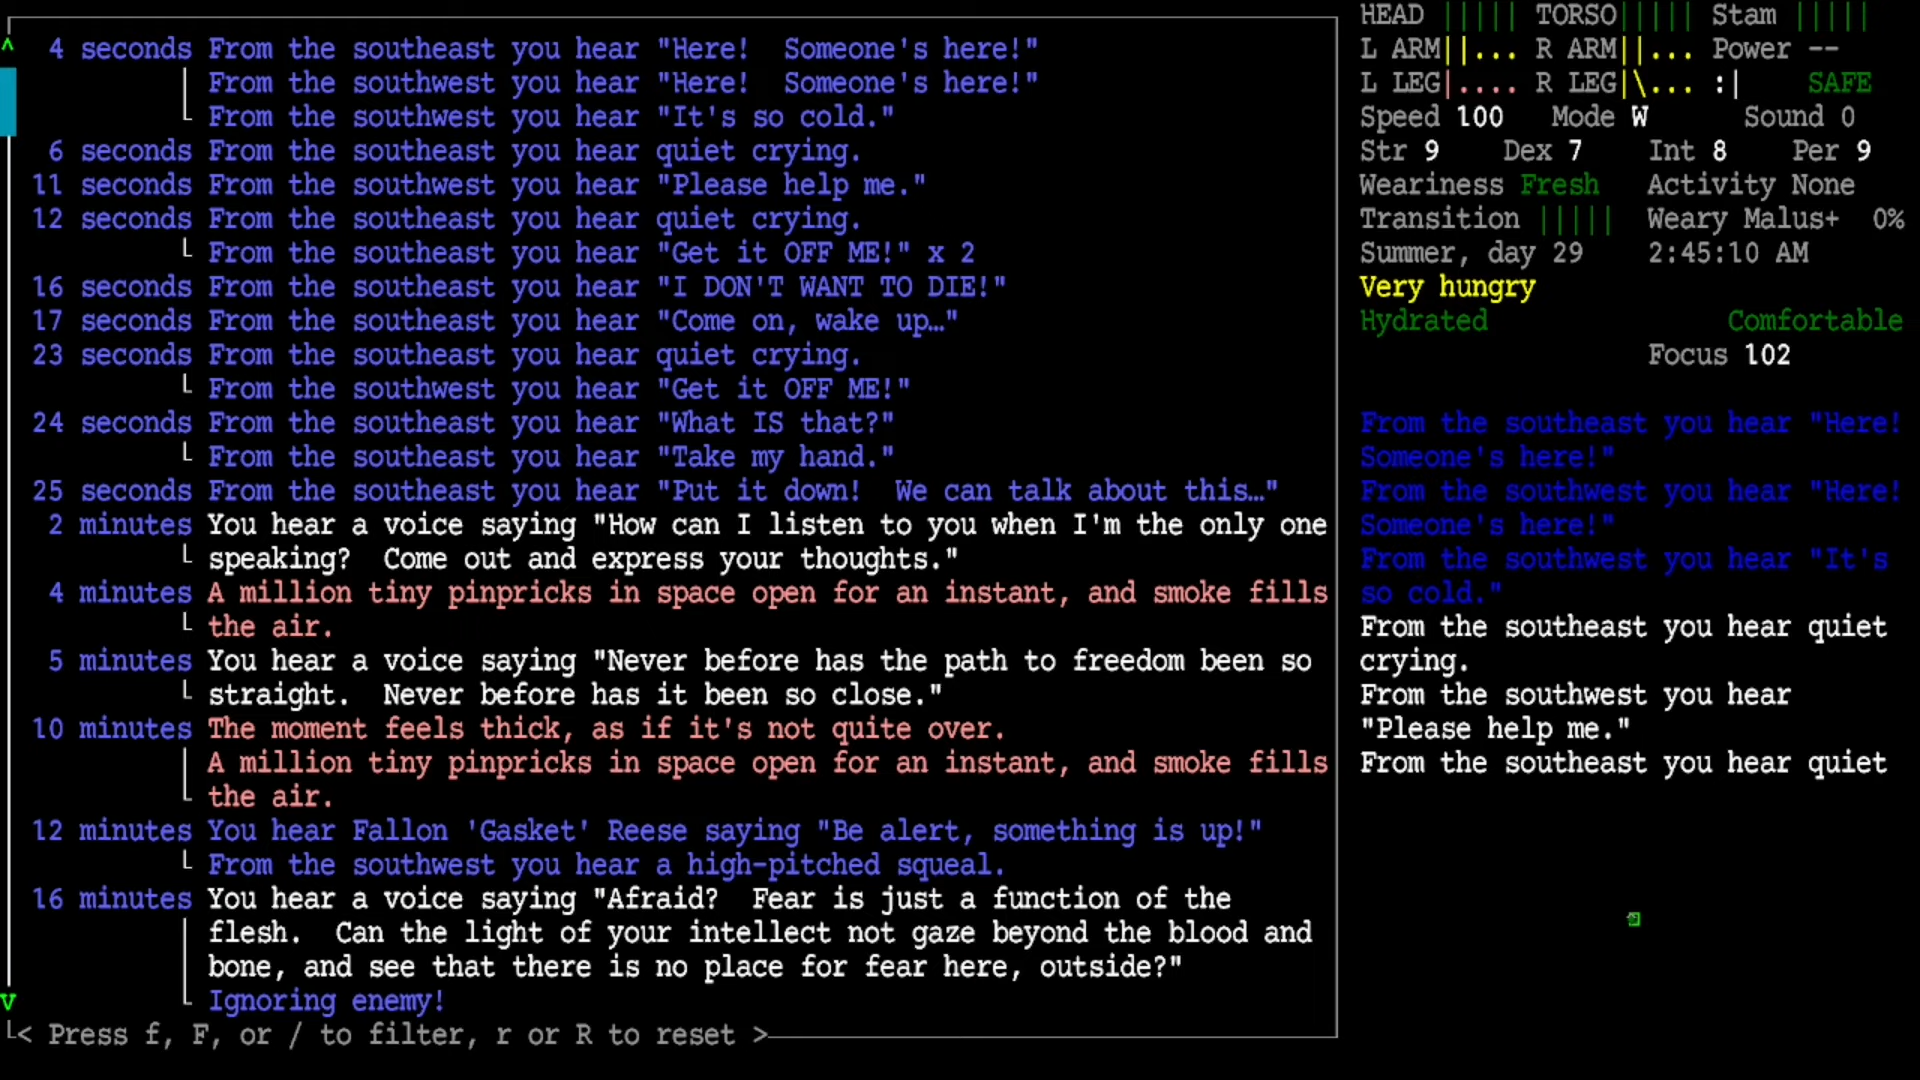 4 seconds From the southeast you hear "Here!  Someone's here!"
From the southwest you hear "Here!  Someone's here!"
From the southwest you hear "It's so cold."
6 seconds From the southeast you hear quiet crying.
11 seconds From the southwest you hear "Please help me."
12 seconds From the southeast you hear quiet crying.
From the southeast you hear "Get it OFF ME!" x 2
16 seconds From the southeast you hear "I DON'T WANT TO DIE!"
17 seconds From the southeast you hear "Come on, wake up…"
23 seconds From the southeast you hear quiet crying.
From the southwest you hear "Get it OFF ME!"
24 seconds From the southeast you hear "What IS that?"
From the southeast you hear "Take my hand."
25 seconds From the southeast you hear "Put it down!  We can talk about this…"
2 minutes You hear a voice saying "How can I listen to you when I'm the only one
speaking?  Come out and express your thoughts."
4 minutes A million tiny pinpricks in space open for an instant, and smoke fills
the air.
5 minutes You hear a voice saying "Never before has the path to freedom been so
straight.  Never before has it been so close."
10 minutes The moment feels thick, as if it's not quite over.
A million tiny pinpricks in space open for an instant, and smoke fills
the air.
12 minutes You hear Fallon 'Gasket' Reese saying "Be alert, something is up!"
From the southwest you hear a high-pitched squeal.
16 minutes You hear a voice saying "Afraid?  Fear is just a function of the
flesh.  Can the light of your intellect not gaze beyond the blood and
bone, and see that there is no place for fear here, outside?"
Ignoring enemy!
< Press f, F, or / to filter, r or R to reset >
HEAD ||||| TORSO||||| Stam |||||
L ARM||... R ARM||... Power --
L LEG|.... R LEG|\... :| SAFE
Speed 100 Mode W Sound 0
Str 9 Dex 7 Int 8 Per 9
Weariness Fresh Activity None
Transition ||||| Weary Malus+ 0%
Summer, day 29 2:45:10 AM
Very hungry
Hydrated Comfortable
Focus 102
From the southeast you hear "Here!
Someone's here!"
From the southwest you hear "Here!
Someone's here!"
From the southwest you hear "It's
so cold."
From the southeast you hear quiet
crying.
From the southwest you hear
"Please help me."
From the southeast you hear quiet